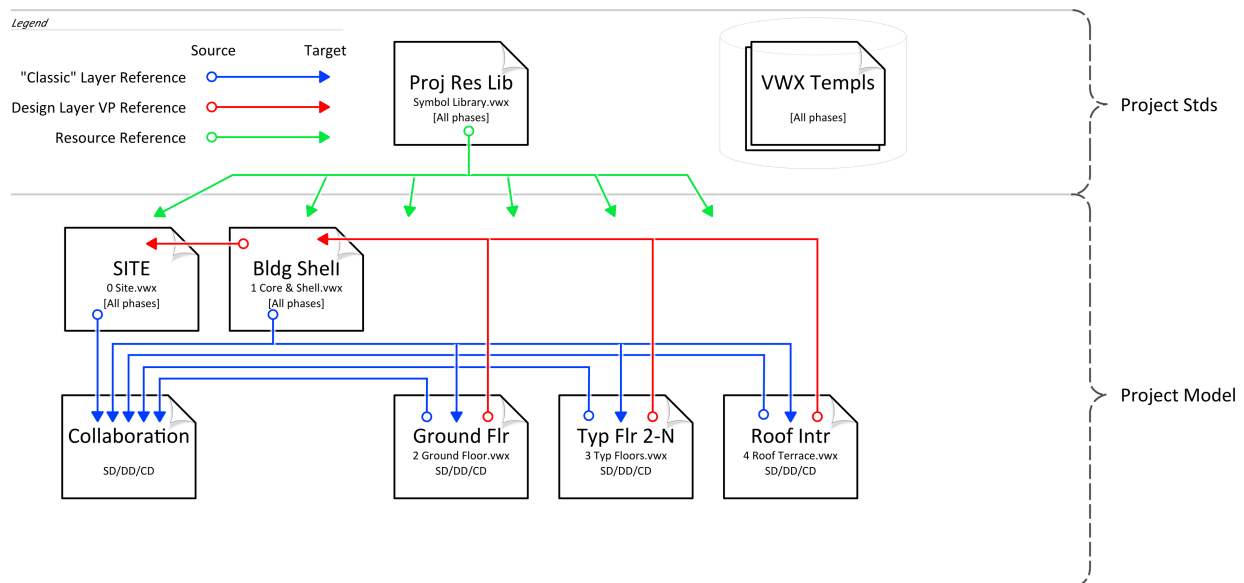 Legend
Source Target
"Classic" Layer Reference
Design Layer VP Reference
Resource Reference
Proj Res Lib
Symbol Library.vwx
[All phases]
VWX Templs
[All phases]
Project Stds
SITE
0 Site.vwx
[All phases]
Bldg Shell
1 Core & Shell.vwx
[All phases]
Project Model
Collaboration
SD/DD/CD
Ground Flr
2 Ground Floor.vwx
SD/DD/CD
Typ Flr 2-N
3 Typ Floors.vwx
SD/DD/CD
Roof Intr
4 Roof Terrace.vwx
SD/DD/CD